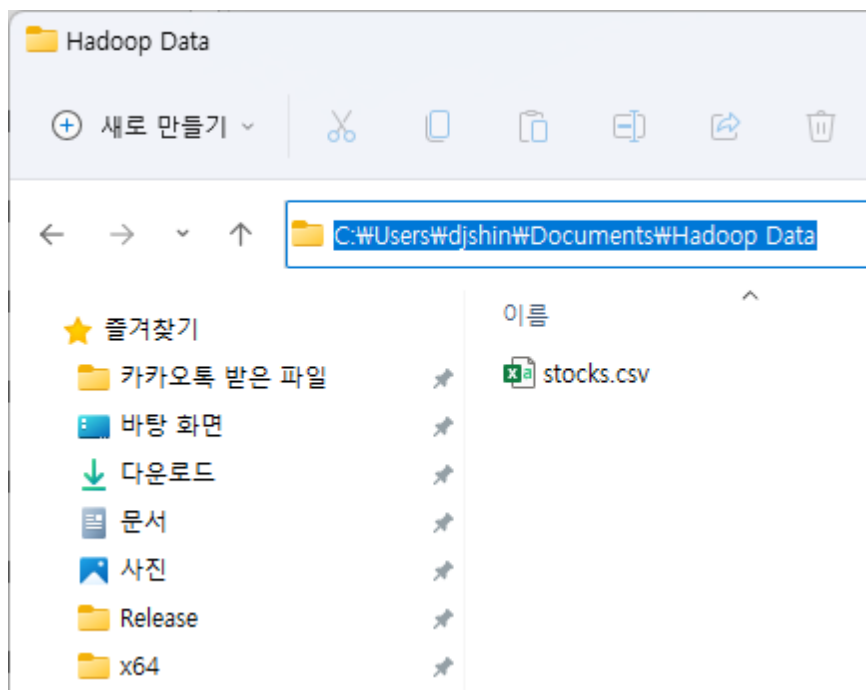 Hadoop Data
새로 만들기
C:₩Users₩djshin₩Documents₩Hadoop Data
즐겨찾기
카카오톡 받은 파일
바탕 화면
다운로드
문서
사진
Release
x64
이름
stocks.csv